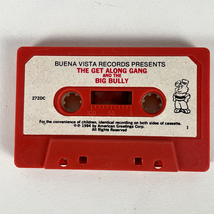 BUENA VISTA RECORDS PRESENTS
THE GET ALONG GANG
AND THE
BIG BULLY
272DC
1
For the convenience of children, identical recording on both sides of cassette.
© 1984 by American Greetings Corp.
All Rights Reserved